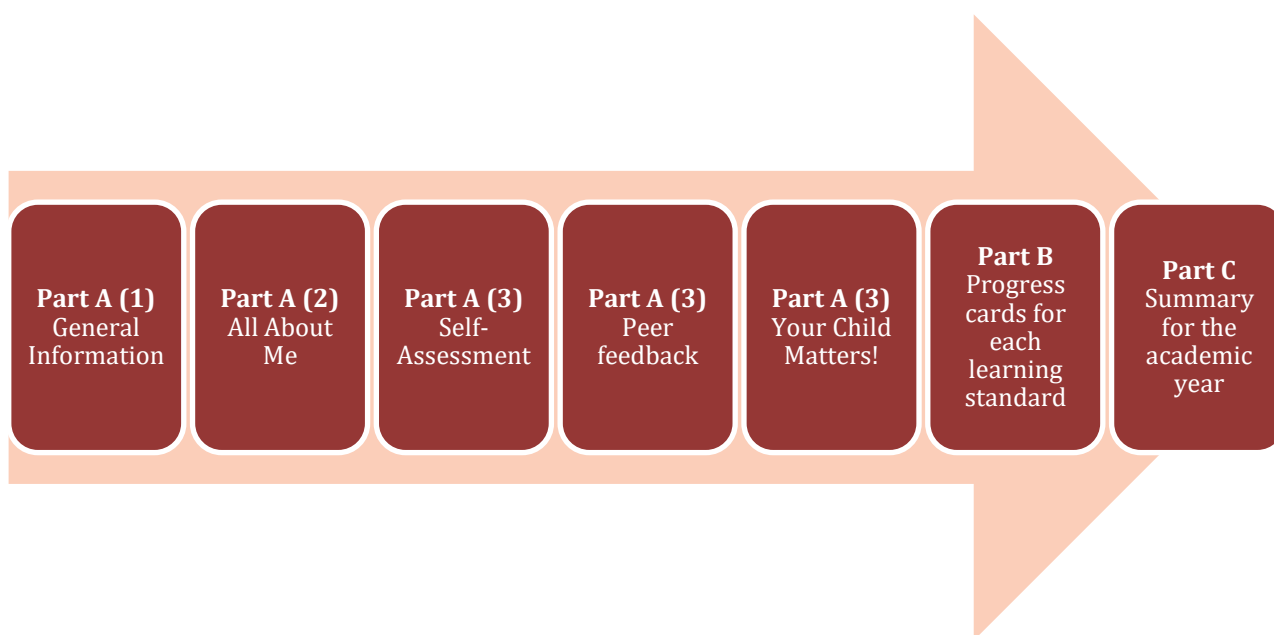 Part A (1)
General
Information
Part A (2)
All About
Me
Part A (3)
Self-
Assessment
Part A (3)
Peer
feedback
Part A (3)
Your Child
Matters!
Part B
Progress
cards for
each
learning
standard
Part C
Summary
for the
academic
year